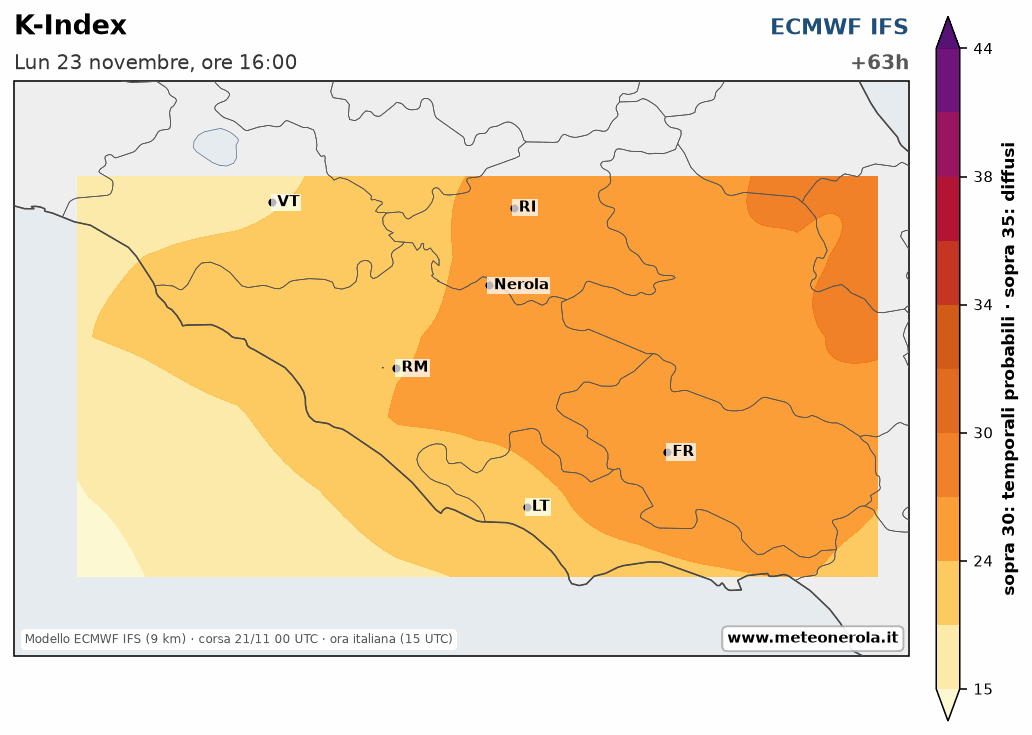 K-Index
ECMWF IFS
Lun 23 novembre, ore 16:00
+63h
44
38
34
30
24
15
sopra 30: temporali probabili · sopra 35: diffusi
VT
RI
Nerola
RM
FR
LT
Modello ECMWF IFS (9 km) · corsa 21/11 00 UTC · ora italiana (15 UTC)
www.meteonerola.it